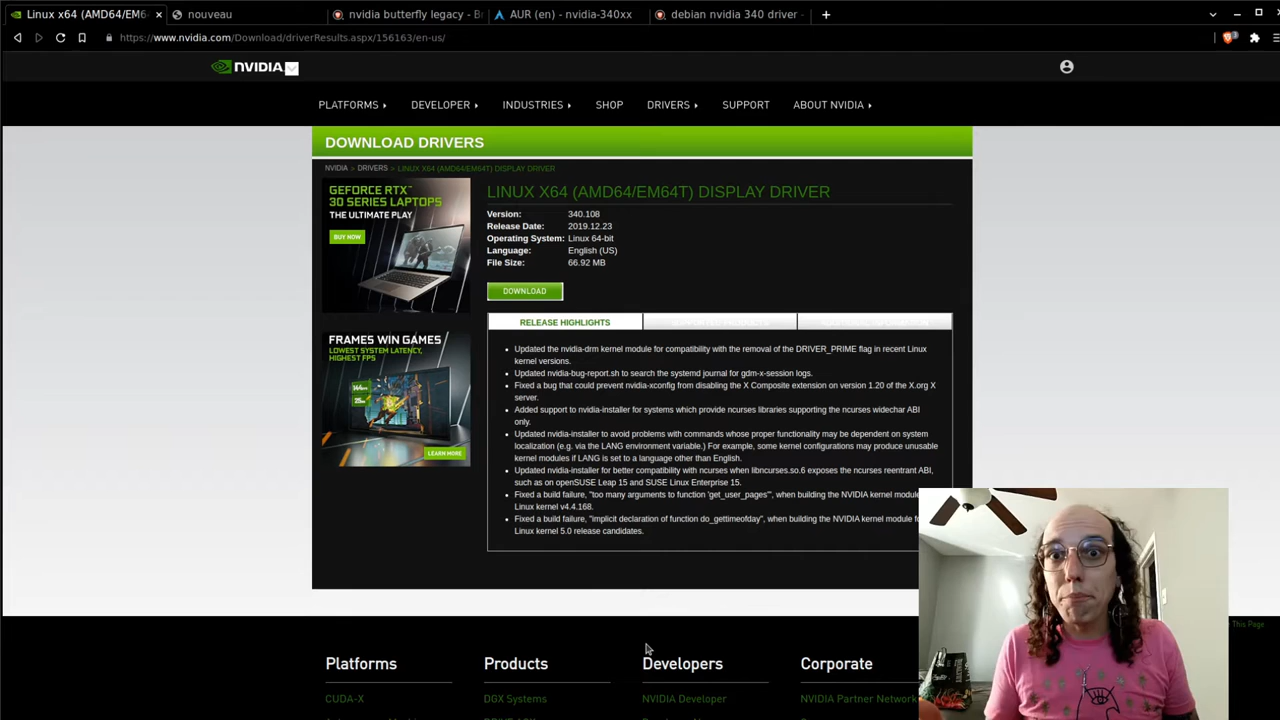 Linux x64 (AMD64/EM6
nouveau
nvidia butterfly legacy - Br
AUR (en) - nvidia-340xx
debian nvidia 340 driver -
https://www.nvidia.com/Download/driverResults.aspx/156163/en-us/
3
NVIDIA
PLATFORMS
DEVELOPER
INDUSTRIES
SHOP
DRIVERS
SUPPORT
ABOUT NVIDIA
DOWNLOAD DRIVERS
NVIDIA > DRIVERS > LINUX X64 (AMD64/EM64T) DISPLAY DRIVER
GEFORCE RTX™
30 SERIES LAPTOPS
THE ULTIMATE PLAY
BUY NOW
FRAMES WIN GAMES
LOWEST SYSTEM LATENCY,
HIGHEST FPS
LEARN MORE
LINUX X64 (AMD64/EM64T) DISPLAY DRIVER
Version: 340.108
Release Date: 2019.12.23
Operating System: Linux 64-bit
Language: English (US)
File Size: 66.92 MB
DOWNLOAD
RELEASE HIGHLIGHTS
Updated the nvidia-drm kernel module for compatibility with the removal of the DRIVER_PRIME flag in recent Linux
kernel versions.
Updated nvidia-bug-report.sh to search the systemd journal for gdm-x-session logs.
Fixed a bug that could prevent nvidia-xconfig from disabling the X Composite extension on version 1.20 of the X.org X
server.
Added support to nvidia-installer for systems which provide ncurses libraries supporting the ncurses widechar ABI
only.
Updated nvidia-installer to avoid problems with commands whose proper functionality may be dependent on system
localization (e.g. via the LANG environment variable.) For example, some kernel configurations may produce unusable
kernel modules if LANG is set to a language other than English.
Updated nvidia-installer for better compatibility with ncurses when libncurses.so.6 exposes the ncurses reentrant ABI,
such as on openSUSE Leap 15 and SUSE Linux Enterprise 15.
Fixed a build failure, "too many arguments to function 'get_user_pages'", when building the NVIDIA kernel module
Linux kernel v4.4.168.
Fixed a build failure, "implicit declaration of function do_gettimeofday", when building the NVIDIA kernel module fo
Linux kernel 5.0 release candidates.
This Page
Platforms
Products
Developers
Corporate
CUDA-X
DGX Systems
NVIDIA Developer
NVIDIA Partner Network